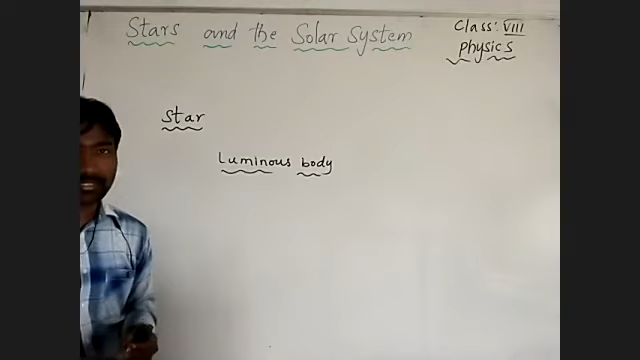 Stars and the Solar System
Class: VIII
physics
Star
Luminous body